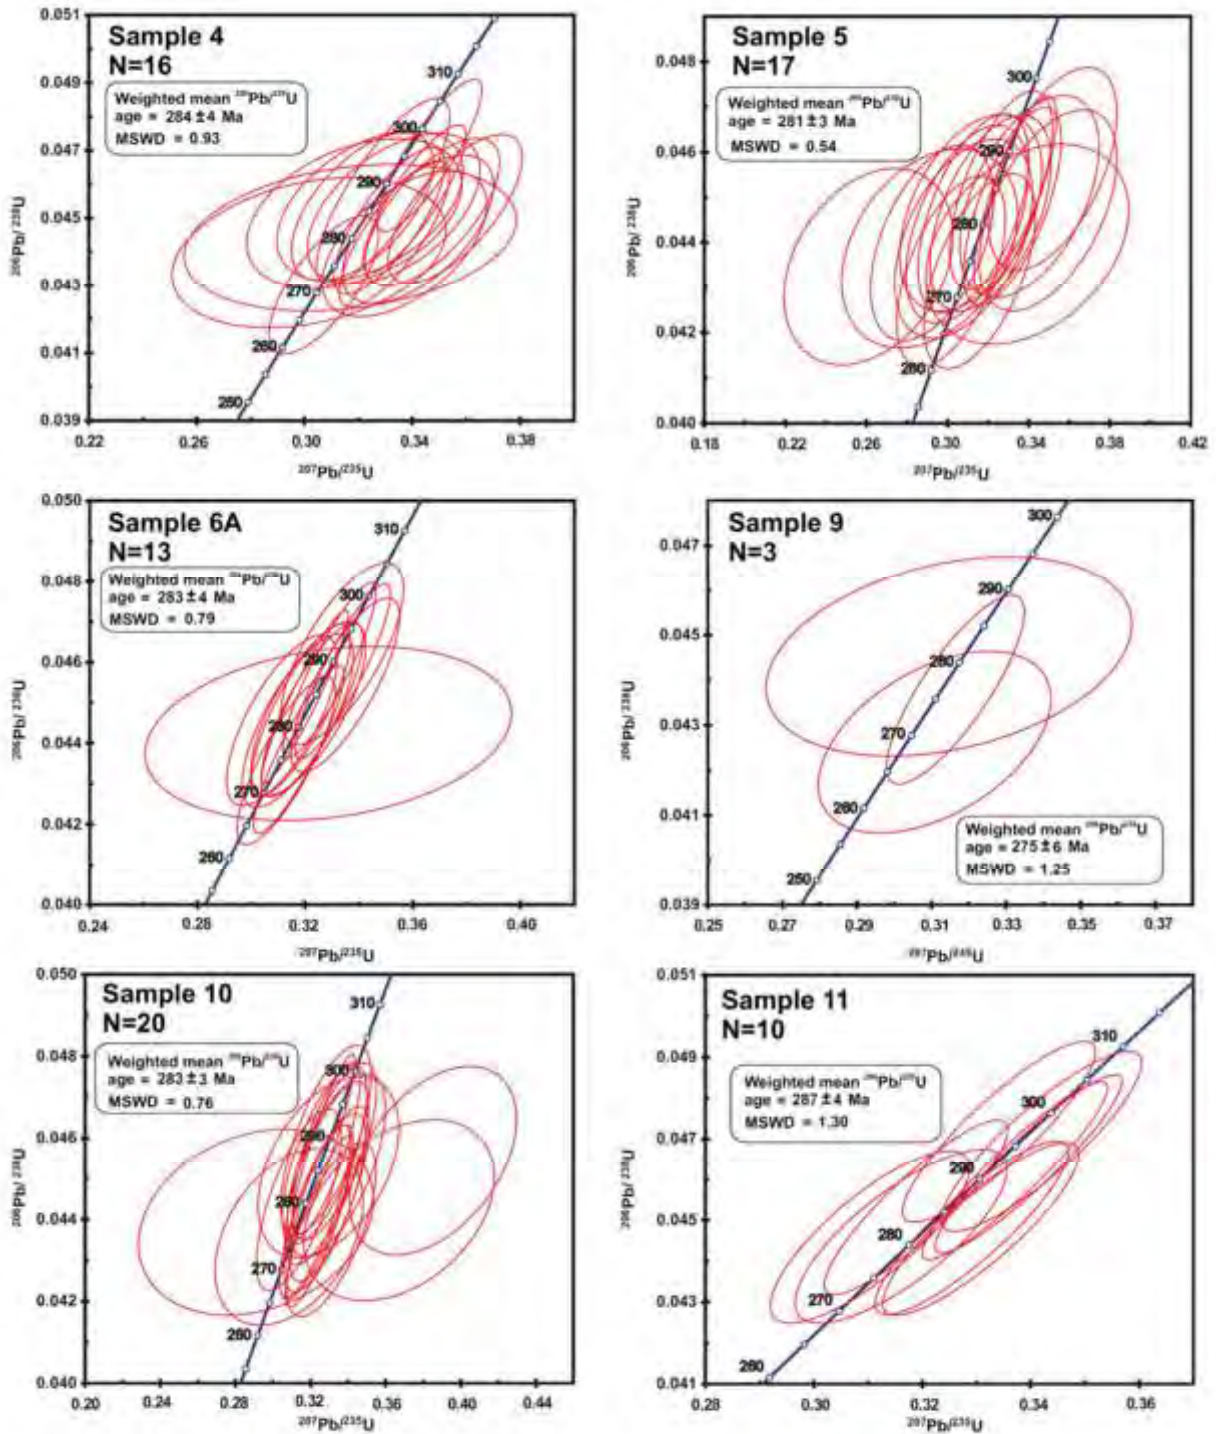 Sample 4
N=16
Weighted mean ²⁰⁶Pb/²³⁸U
age = 284±4 Ma
MSWD = 0.93
0.051
0.049
0.047
0.045
0.043
0.041
0.039
310
300
290
280
270
260
250
0.22 0.26 0.30 0.34 0.38
²⁰⁶Pb/²³⁸U
²⁰⁷Pb/²³⁵U
Sample 5
N=17
Weighted mean ²⁰⁶Pb/²³⁸U
age = 281±3 Ma
MSWD = 0.54
0.048
0.046
0.044
0.042
0.040
300
290
280
270
260
0.18 0.22 0.26 0.30 0.34 0.38 0.42
²⁰⁶Pb/²³⁸U
²⁰⁷Pb/²³⁵U
Sample 6A
N=13
Weighted mean ²⁰⁶Pb/²³⁸U
age = 283±4 Ma
MSWD = 0.79
0.050
0.048
0.046
0.044
0.042
0.040
310
300
290
280
270
260
0.24 0.28 0.32 0.36 0.40
²⁰⁶Pb/²³⁸U
²⁰⁷Pb/²³⁵U
Sample 9
N=3
0.047
0.045
0.043
0.041
0.039
300
290
280
270
260
250
Weighted mean ²⁰⁶Pb/²³⁸U
age = 275±6 Ma
MSWD = 1.25
0.25 0.27 0.29 0.31 0.33 0.35 0.37
²⁰⁶Pb/²³⁸U
²⁰⁷Pb/²³⁵U
Sample 10
N=20
Weighted mean ²⁰⁶Pb/²³⁸U
age = 283±3 Ma
MSWD = 0.76
0.050
0.048
0.046
0.044
0.042
0.040
310
300
290
280
270
260
0.20 0.24 0.28 0.32 0.36 0.40 0.44
²⁰⁶Pb/²³⁸U
²⁰⁷Pb/²³⁵U
Sample 11
N=10
Weighted mean ²⁰⁶Pb/²³⁸U
age = 287±4 Ma
MSWD = 1.30
0.051
0.049
0.047
0.045
0.043
0.041
310
300
290
280
270
260
0.28 0.30 0.32 0.34 0.36
²⁰⁶Pb/²³⁸U
²⁰⁷Pb/²³⁵U